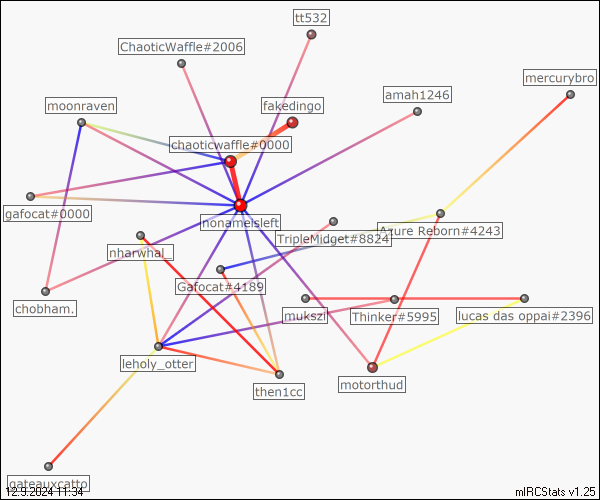 tt532
ChaoticWaffle#2006
mercurybro
amah1246
moonraven
fakedingo
chaoticwaffle#0000
gafocat#0000
nonameisleft
Azure Reborn#4243
TripleMidget#8824
nharwhal_
Gafocat#4189
chobham.
mukszi
Thinker#5995
lucas das oppai#2396
leholy_otter
motorthud
then1cc
gateauxcatto
12.9.2024 11:34
mIRCStats v1.25